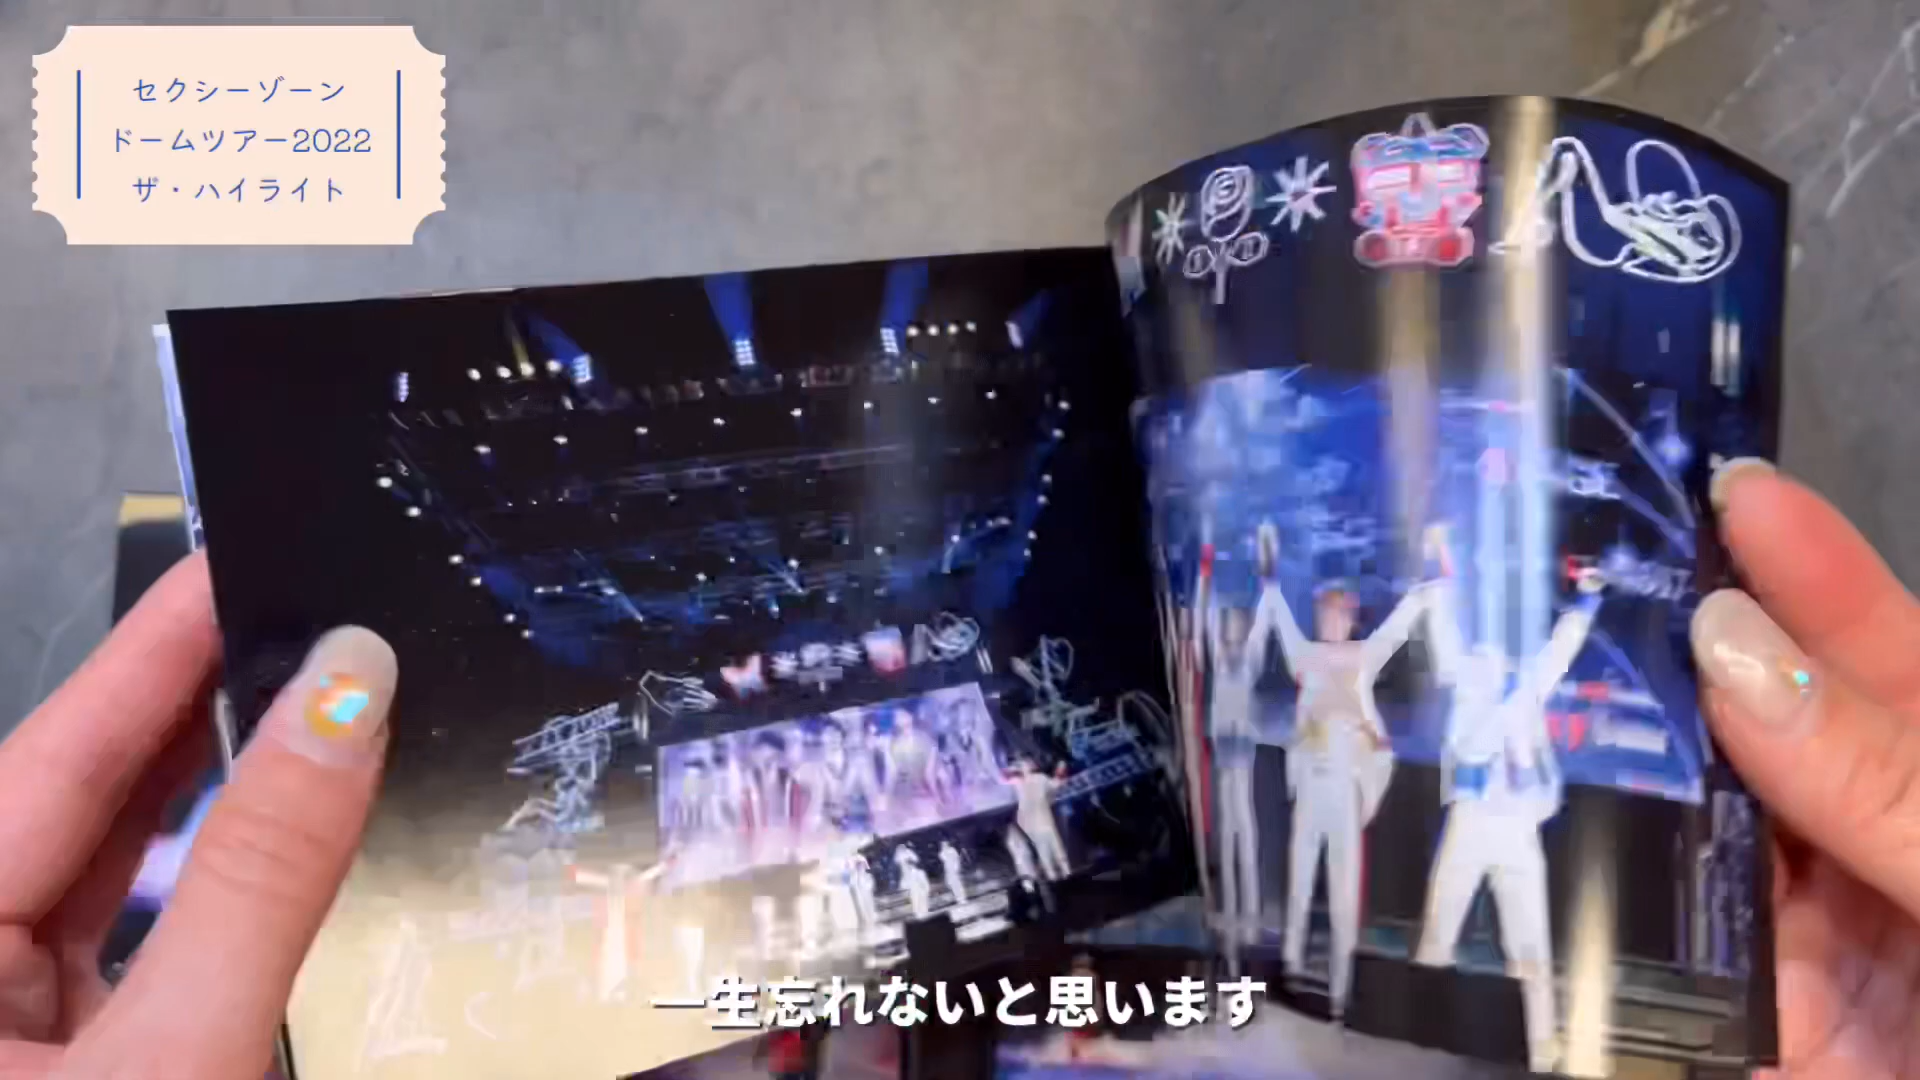 セクシーゾーン
ドームツアー2022
ザ・ハイライト
一生忘れないと思います